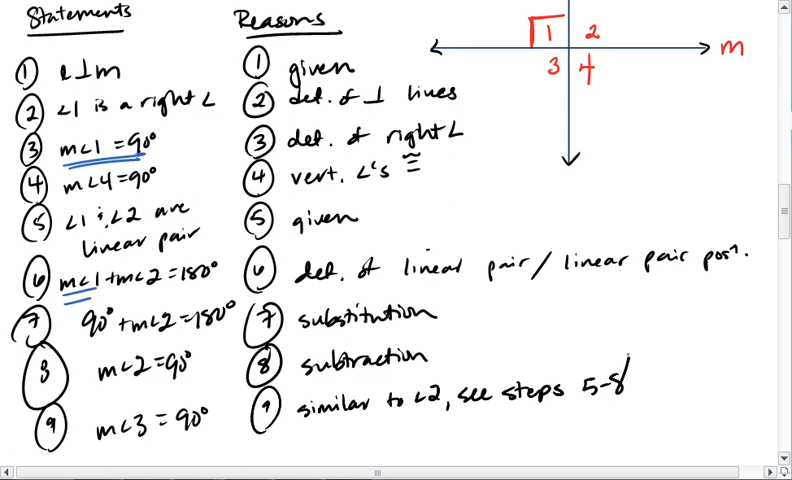 Statements Reasons
① ℓ⊥m ① given
② ∠1 is a right ∠ ② def. of ⊥ lines
③ m∠1 = 90° ③ def. of right ∠
④ m∠4 = 90° ④ vert. ∠'s ≅
⑤ ∠1 & ∠2 are ⑤ given
linear pair
⑥ m∠1 + m∠2 = 180° ⑥ def. of linear pair / linear pair post.
⑦ 90° + m∠2 = 180° ⑦ substitution
⑧ m∠2 = 90° ⑧ subtraction
⑨ m∠3 = 90° ⑨ similar to ∠2, see steps 5-8
1 2
m
3 4